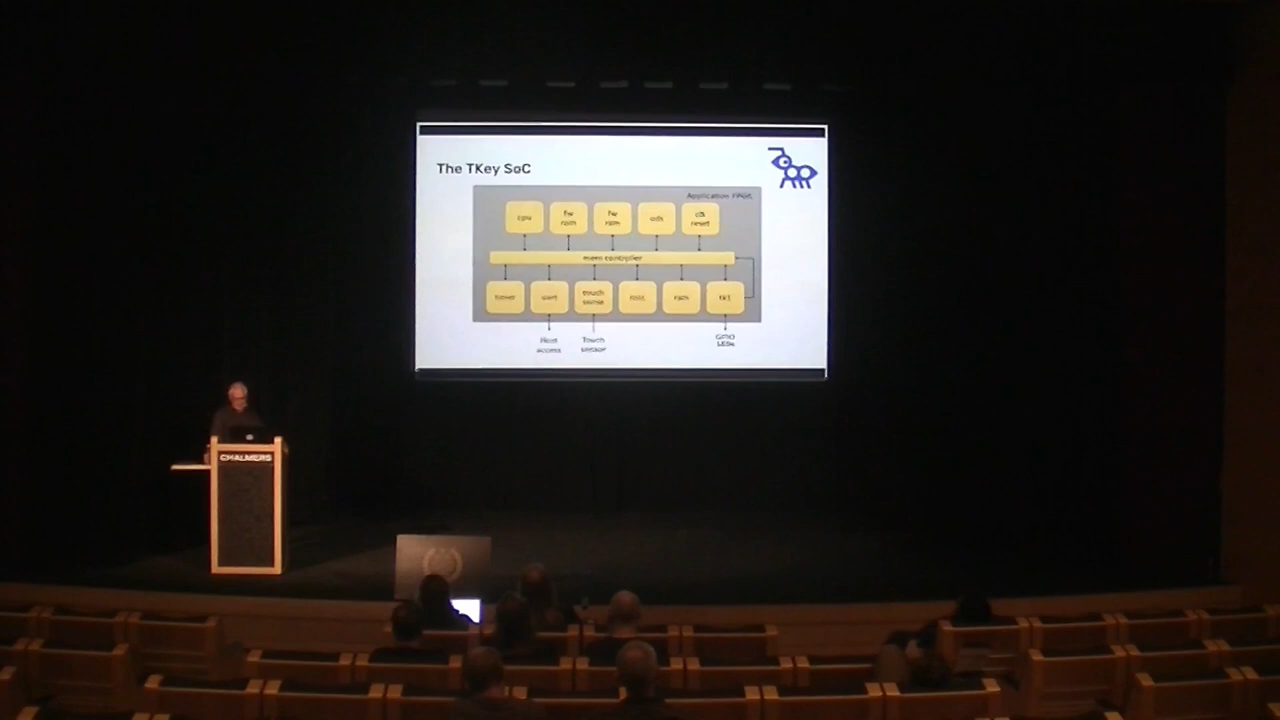 The TKey SoC
Application FPGA
cpu
fw
rom
fw
ram
uds
clk
reset
mem controller
timer
uart
touch
sense
trng
ram
tk1
Host
access
Touch
sensor
GPIO
LEDs
CHALMERS